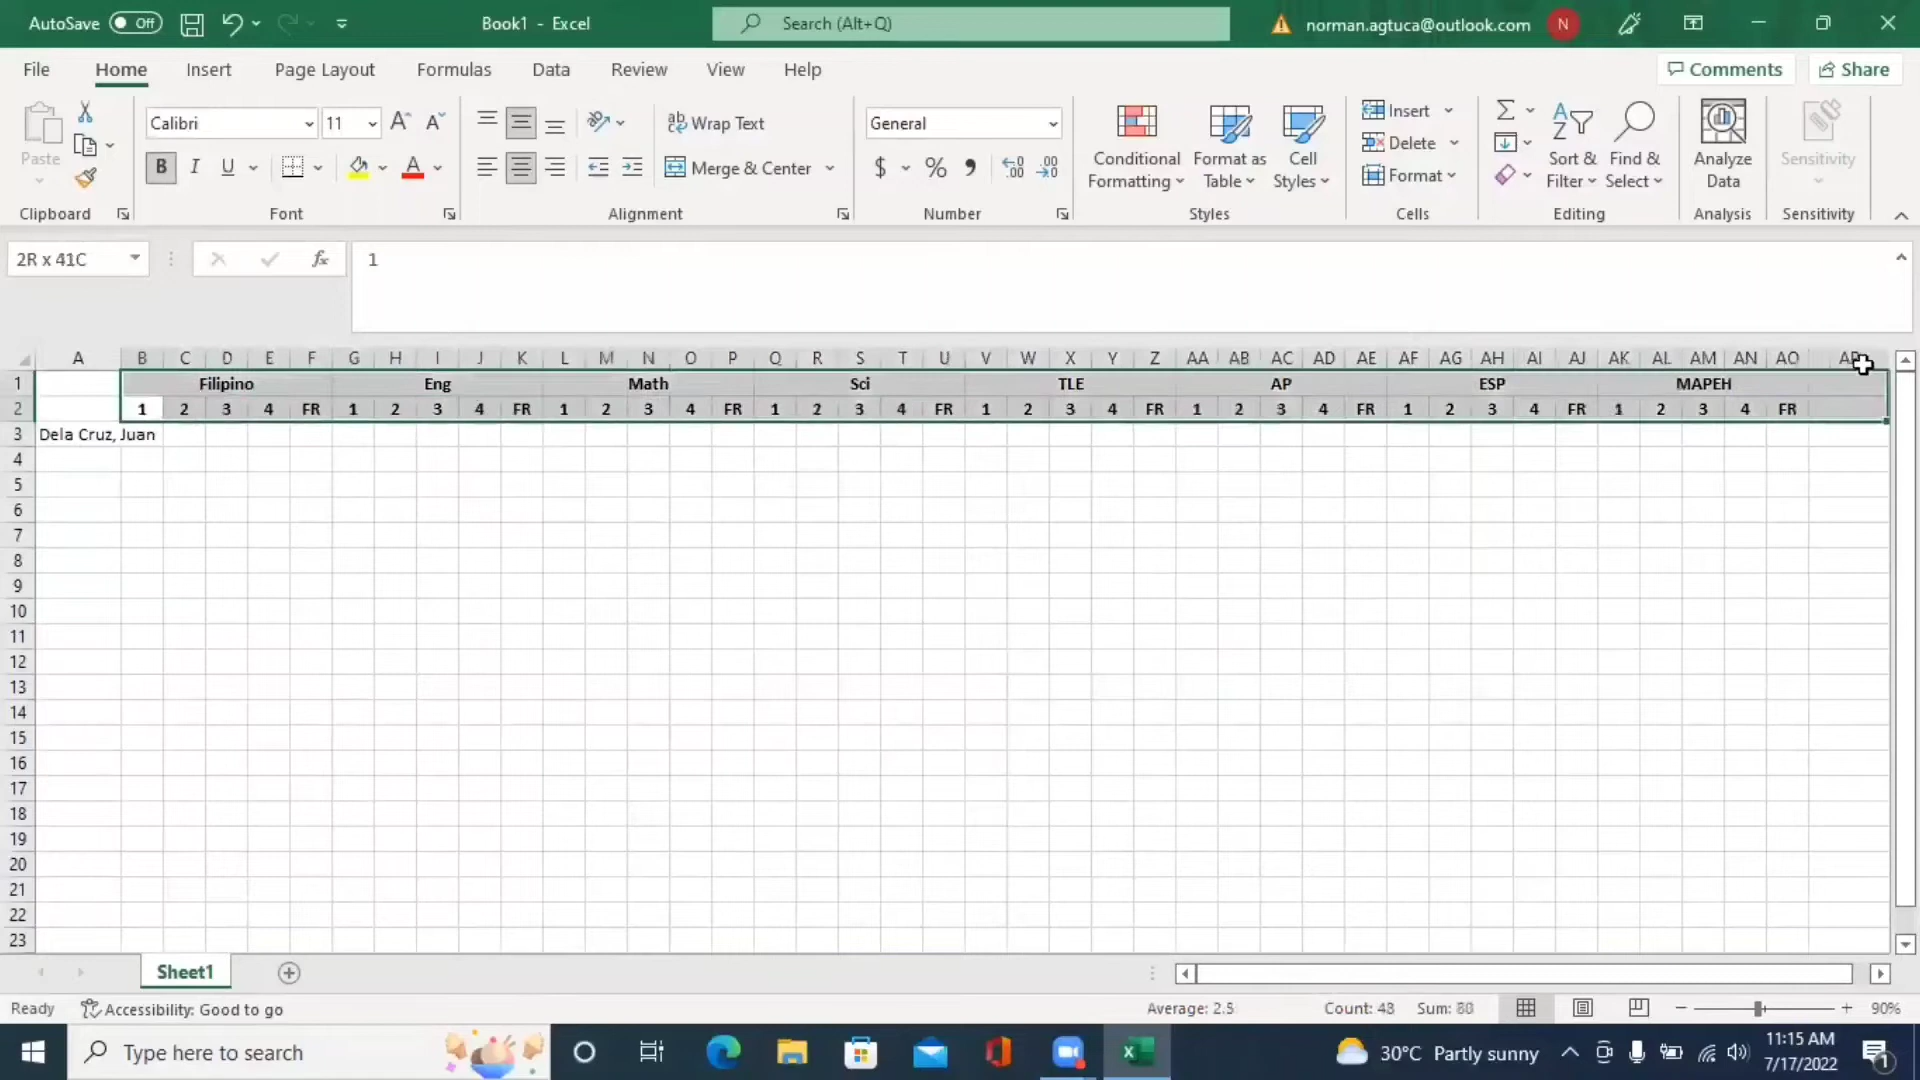 AutoSave Off Book1 - Excel Search (Alt+Q) norman.agtuca@outlook.com N
File Home Insert Page Layout Formulas Data Review View Help Comments Share
Calibri 11 Wrap Text General Insert
Paste Conditional Format as Cell Delete Sort & Find & Analyze Sensitivity
B I U A Merge & Center $ % Formatting Table Styles Format Filter Select Data
Clipboard Font Alignment Number Styles Cells Editing Analysis Sensitivity
2R x 41C fx 1
A B C D E F G H I J K L M N O P Q R S T U V W X Y Z AA AB AC AD AE AF AG AH AI AJ AK AL AM AN AO
1 Filipino Eng Math Sci TLE AP ESP MAPEH
2 1 2 3 4 FR 1 2 3 4 FR 1 2 3 4 FR 1 2 3 4 FR 1 2 3 4 FR 1 2 3 4 FR 1 2 3 4 FR 1 2 3 4 FR
3 Dela Cruz, Juan
4
5
6
7
8
9
10
11
12
13
14
15
16
17
18
19
20
21
22
23
Sheet1
Ready Accessibility: Good to go Average: 2.5 Count: 48 Sum: 80 90%
Type here to search 30°C Partly sunny 11:15 AM
7/17/2022 1